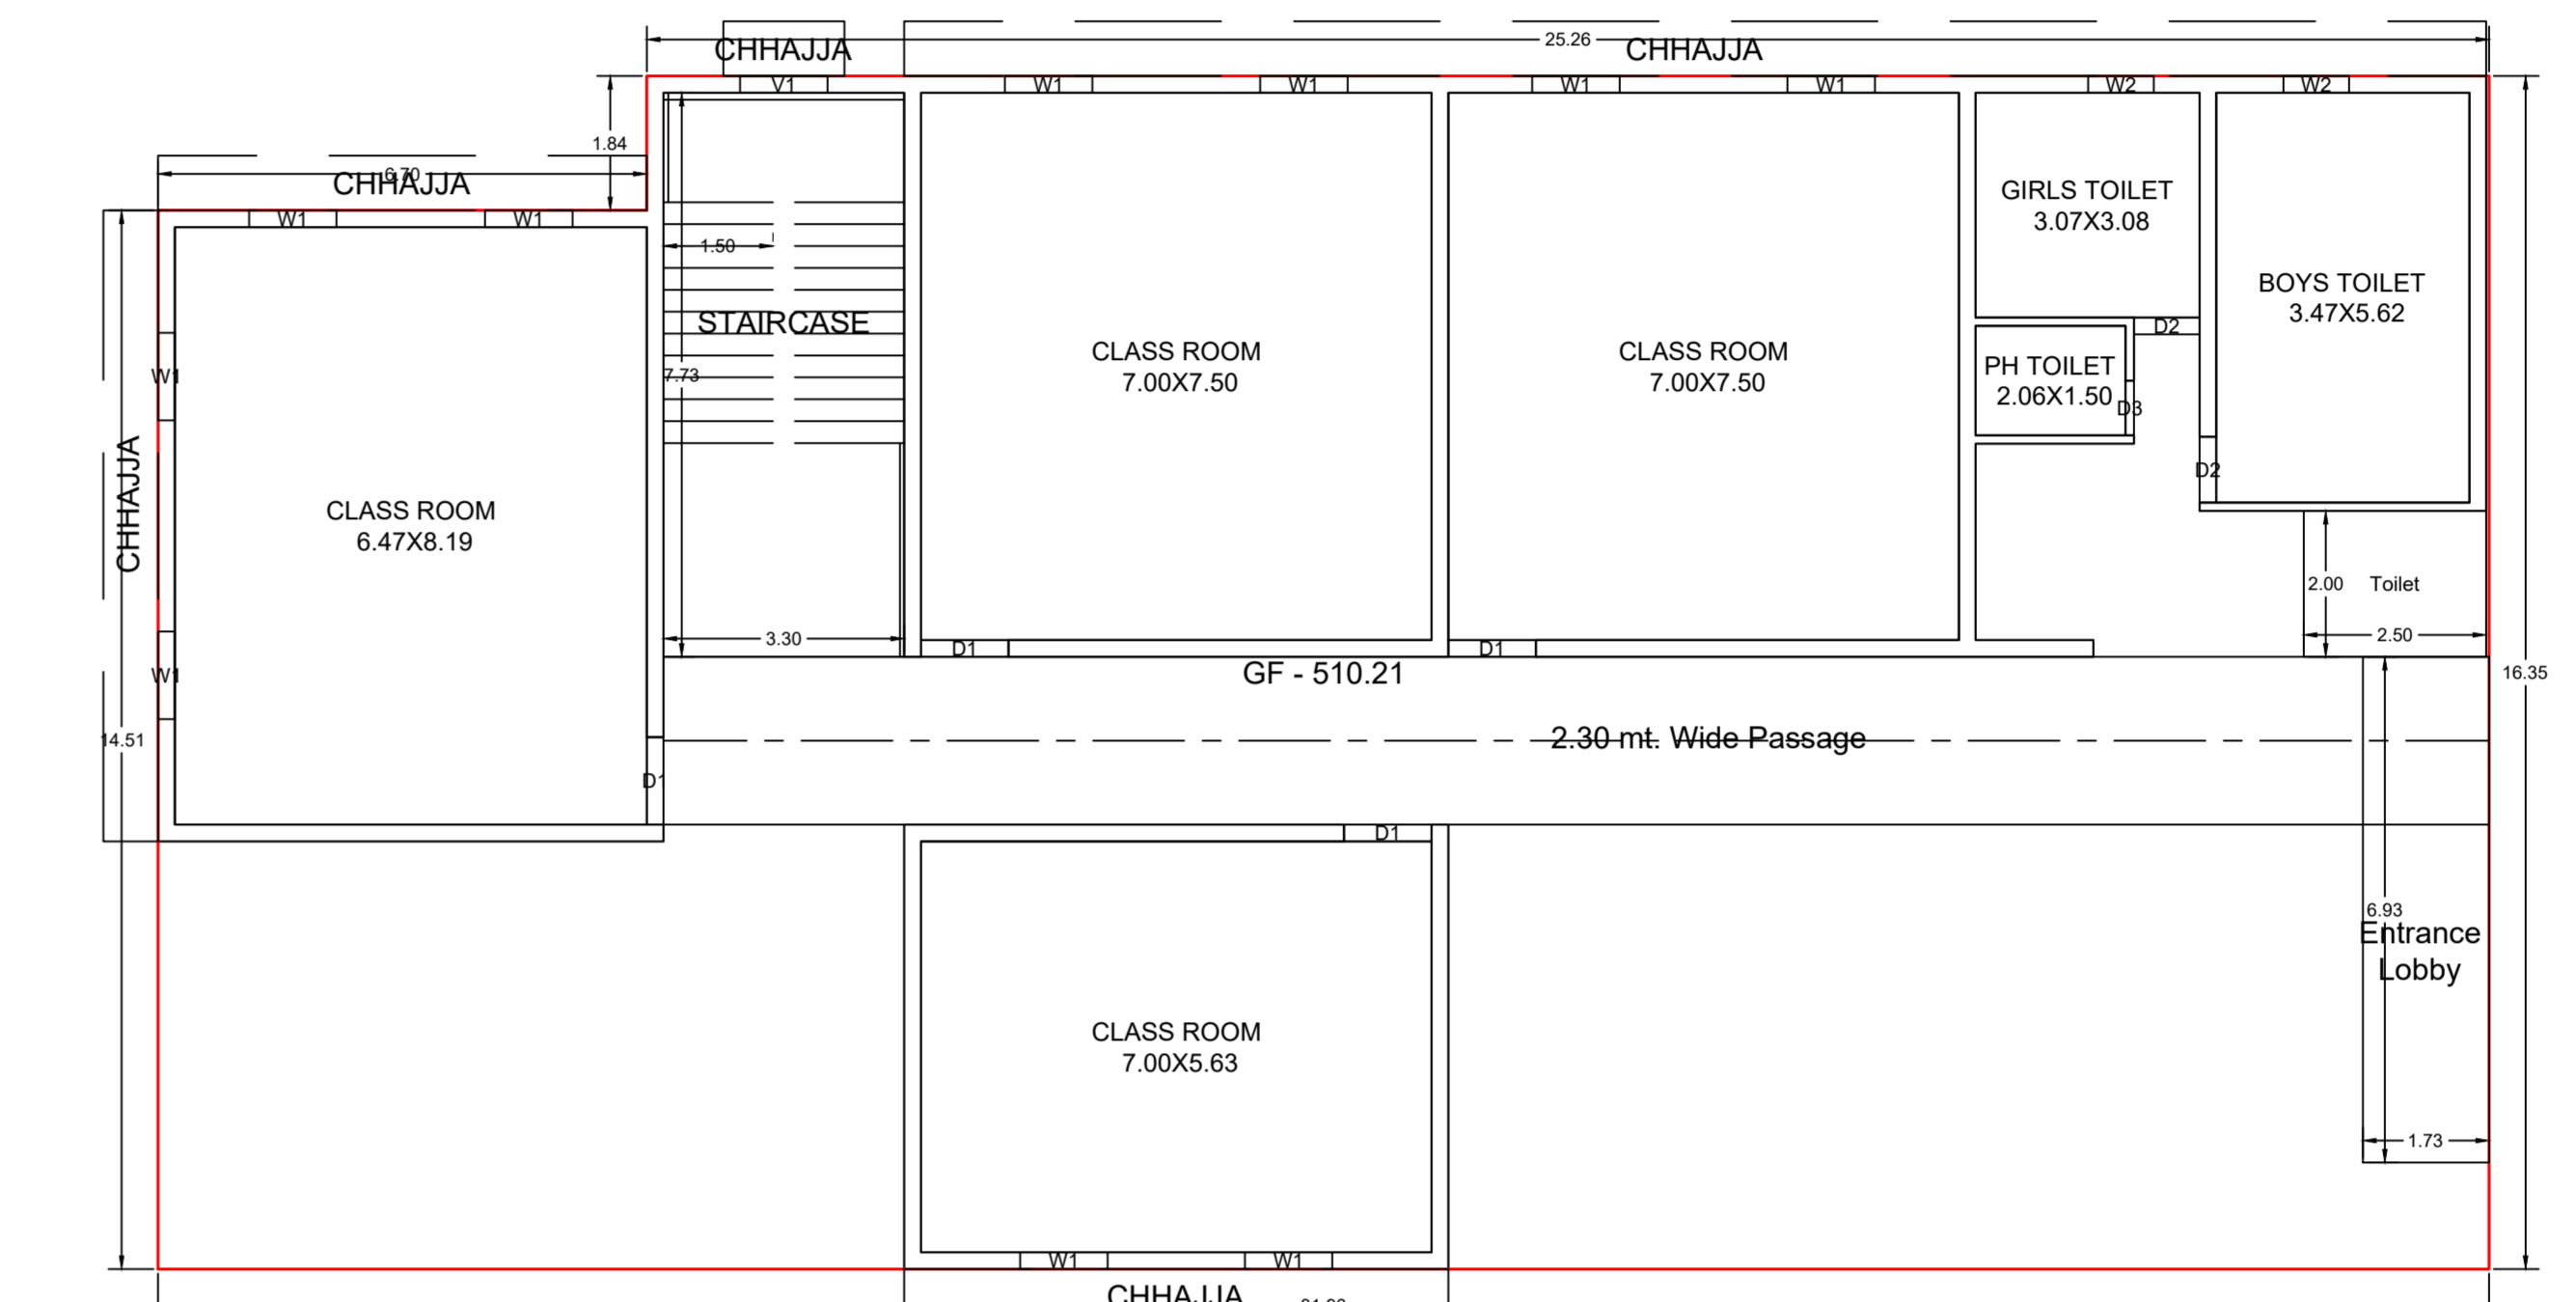 25.26
CHHAJJA
CHHAJJA
V1
W1
W1
W1
W1
W2
W2
1.84
6.70
CHHAJJA
W1
W1
GIRLS TOILET
3.07X3.08
1.50
BOYS TOILET
3.47X5.62
STAIRCASE
D2
CLASS ROOM
7.00X7.50
CLASS ROOM
7.00X7.50
PH TOILET
2.06X1.50
D3
W1
7.73
CHHAJJA
D2
CLASS ROOM
6.47X8.19
2.00
Toilet
3.30
D1
D1
2.50
W1
GF - 510.21
16.35
14.51
2.30 mt. Wide Passage
D1
D1
6.93
Entrance
Lobby
CLASS ROOM
7.00X5.63
1.73
W1
W1
CHHAJJA